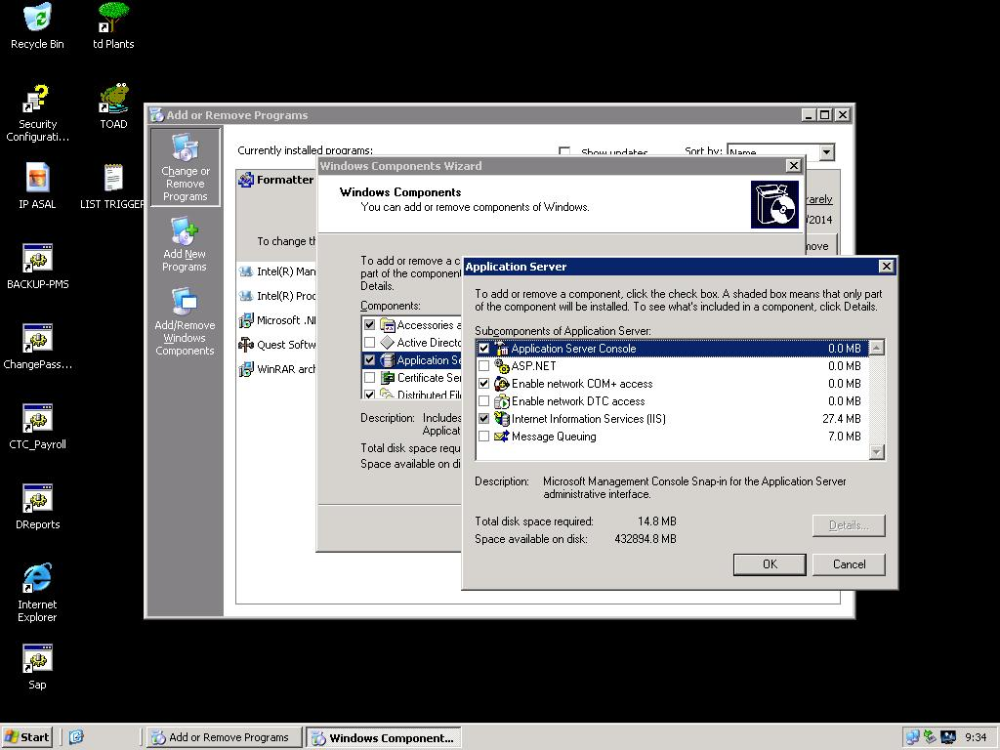 Recycle Bin
td Plants
Security
Configurati...
TOAD
IP ASAL
LIST TRIGGER
BACKUP-PMS
ChangePass...
CTC_Payroll
DReports
Internet
Explorer
Sap
Add or Remove Programs
Change or
Remove
Programs
Add New
Programs
Add/Remove
Windows
Components
Currently installed programs:
Show updates
Sort by:
Name
Formatter
rarely
/2014
To change th
move
Intel(R) Man
Intel(R) Proc
Microsoft .N
Quest Softw
WinRAR arch
Windows Components Wizard
Windows Components
You can add or remove components of Windows.
To add or remove a c
part of the component
Details.
Components:
Accessories a
Active Directo
Application Se
Certificate Ser
Distributed File
Description:
Includes
Applicat
Total disk space requ
Space available on di
Application Server
To add or remove a component, click the check box. A shaded box means that only part
of the component will be installed. To see what's included in a component, click Details.
Subcomponents of Application Server:
Application Server Console 0.0 MB
ASP.NET 0.0 MB
Enable network COM+ access 0.0 MB
Enable network DTC access 0.0 MB
Internet Information Services (IIS) 27.4 MB
Message Queuing 7.0 MB
Description: Microsoft Management Console Snap-in for the Application Server
administrative interface.
Total disk space required: 14.8 MB
Space available on disk: 432894.8 MB
Details...
OK
Cancel
Start
Add or Remove Programs
Windows Component...
9:34